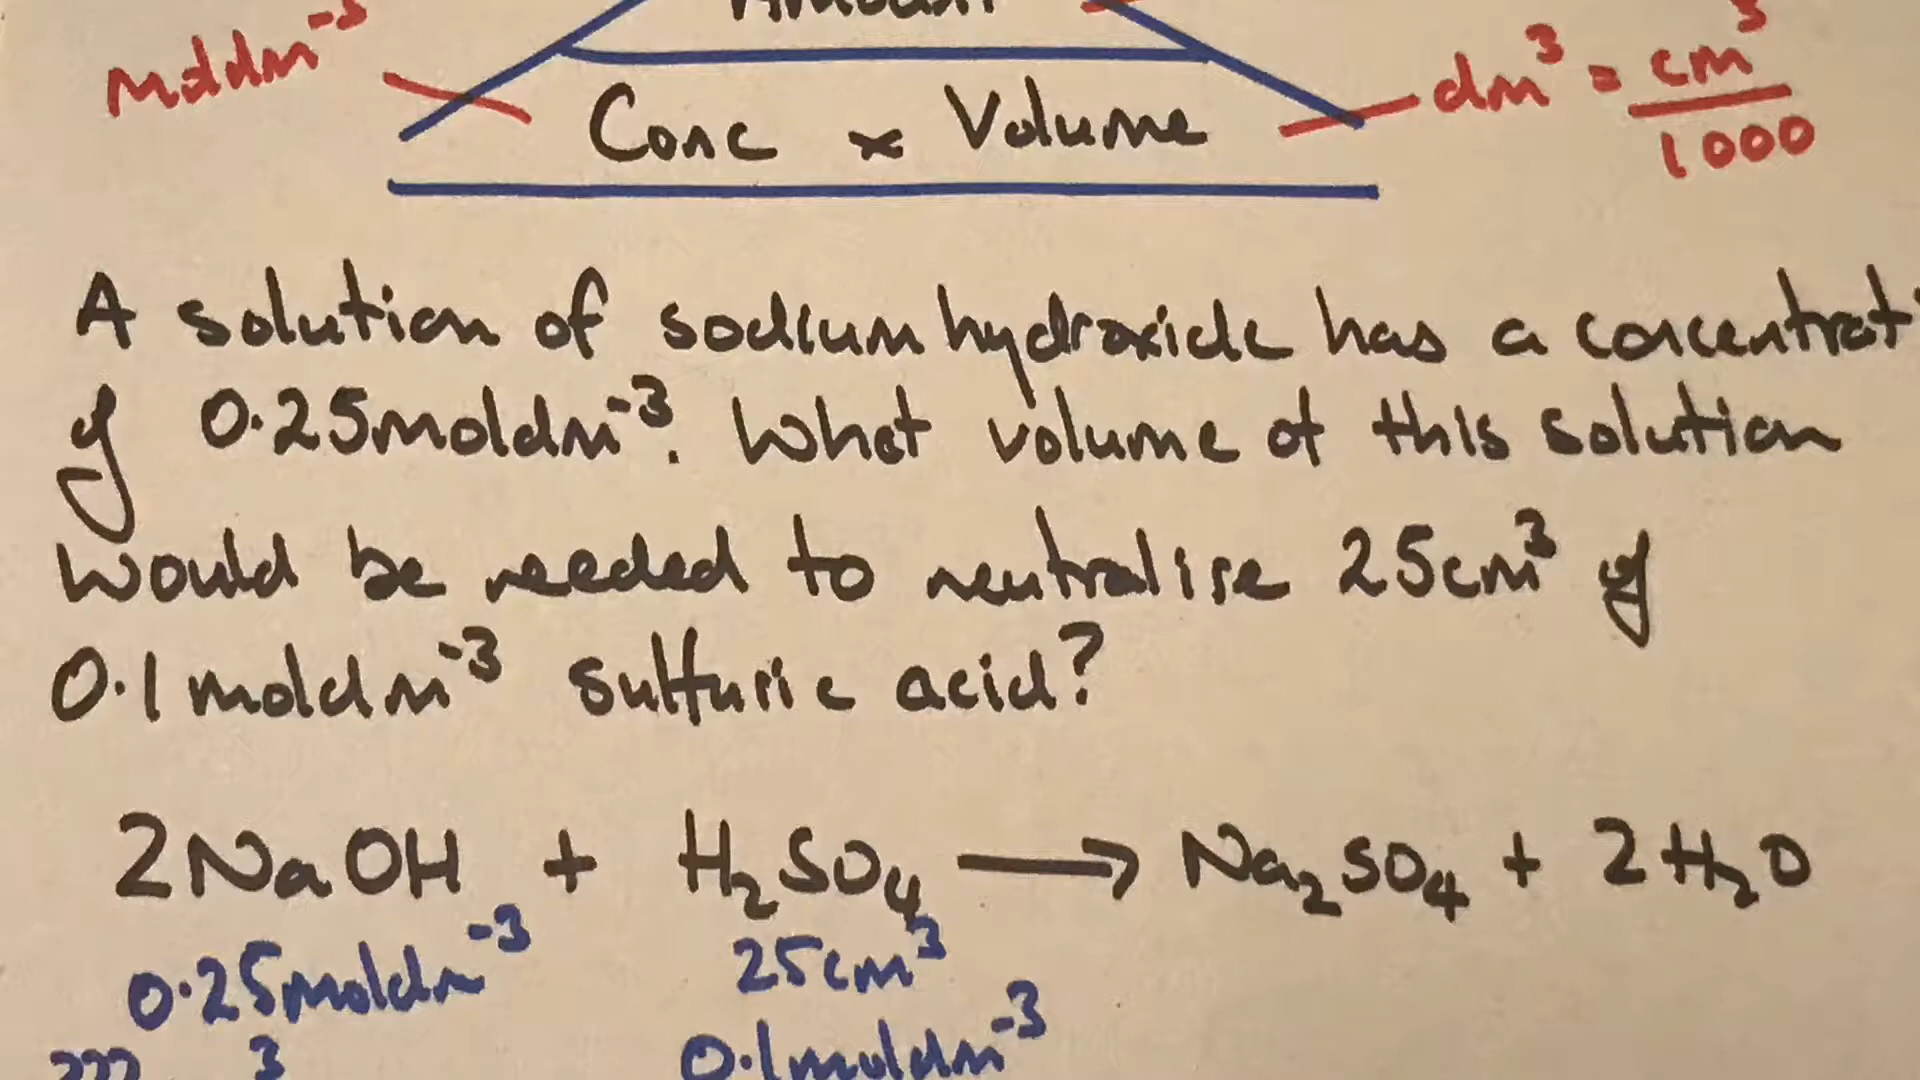 Amount
moldm⁻³
dm³ = cm³/1000
Conc × Volume
A solution of sodium hydroxide has a concentrat
of 0.25moldm⁻³. What volume of this solution
would be needed to neutralise 25cm³ of
0.1moldm⁻³ sulfuric acid?
2NaOH + H₂SO₄ → Na₂SO₄ + 2H₂O
0.25moldm⁻³ 25cm³
??? 3 0.1moldm⁻³